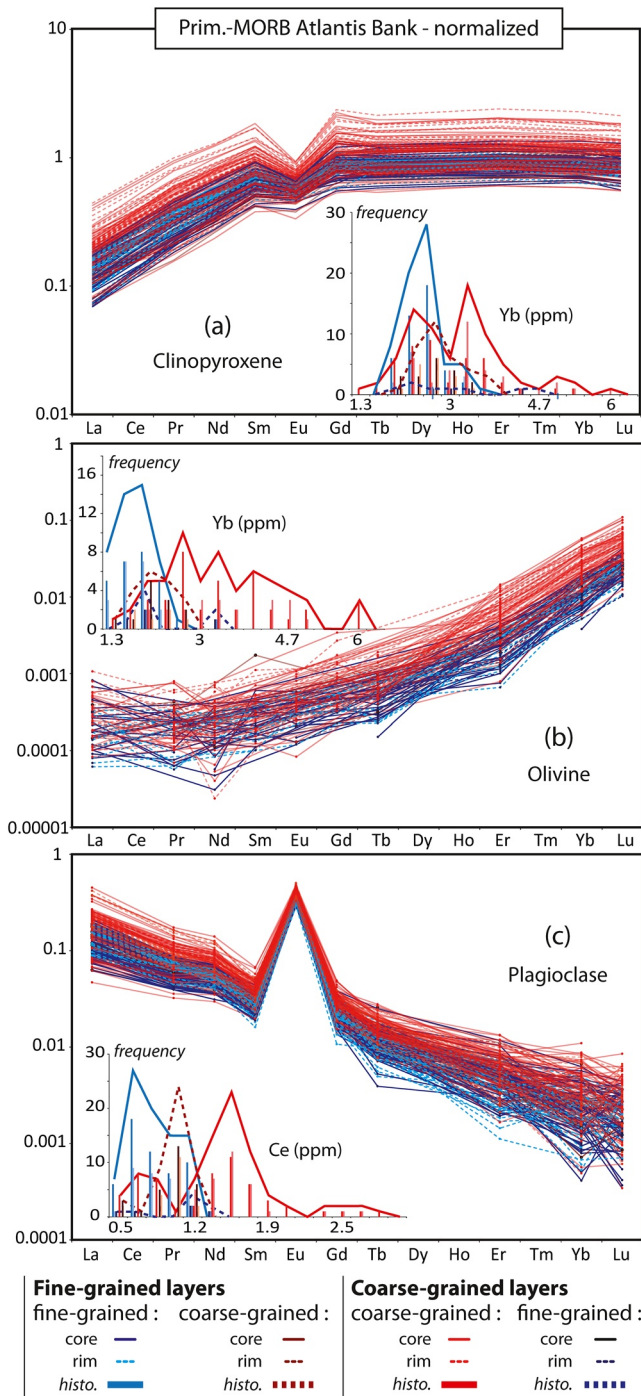 Prim.-MORB Atlantis Bank - normalized
10
1
0.1
0.01
(a)
Clinopyroxene
frequency
30
20
10
0
Yb (ppm)
1.3 3 4.7 6
La Ce Pr Nd Sm Eu Gd Tb Dy Ho Er Tm Yb Lu
1
0.1
0.01
0.001
0.0001
0.00001
frequency
16
12
8
4
0
Yb (ppm)
1.3 3 4.7 6
(b)
Olivine
La Ce Pr Nd Sm Eu Gd Tb Dy Ho Er Tm Yb Lu
1
0.1
0.01
0.001
0.0001
(c)
Plagioclase
frequency
30
20
10
0
Ce (ppm)
0.5 1.2 1.9 2.5
La Ce Pr Nd Sm Eu Gd Tb Dy Ho Er Tm Yb Lu
Fine-grained layers Coarse-grained layers
fine-grained : coarse-grained : coarse-grained : fine-grained :
core core core core
rim rim rim rim
histo. histo. histo. histo.